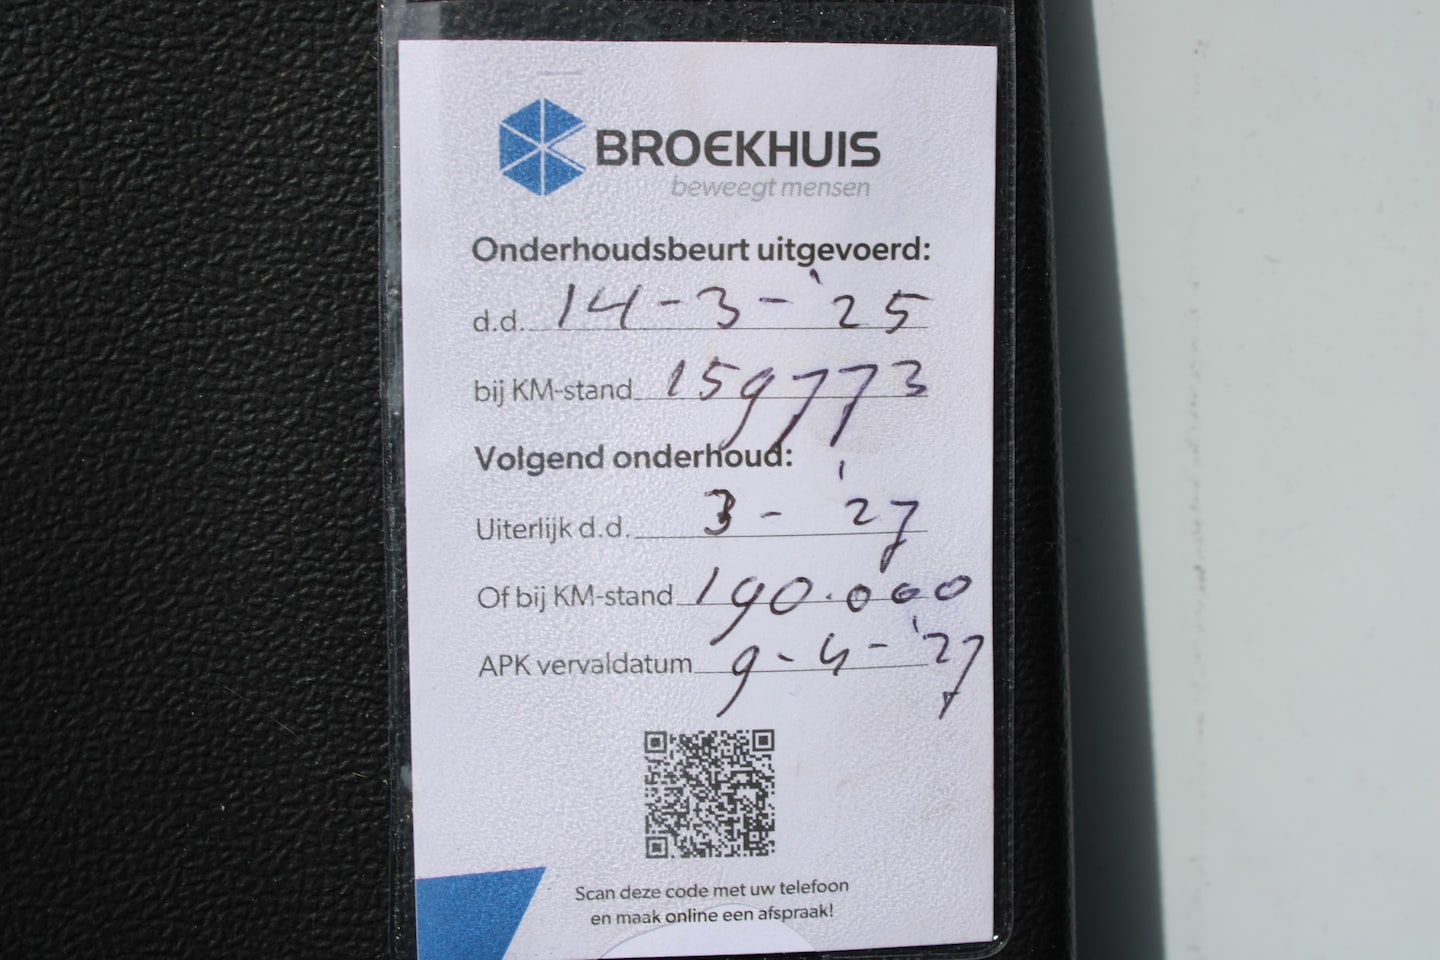 BROEKHUIS
beweegt mensen
Onderhoudsbeurt uitgevoerd:
d.d. 14-3-'25
bij KM-stand 159773
Volgend onderhoud:
Uiterlijk d.d. 3-'27
Of bij KM-stand 190.000
APK vervaldatum 9-4-'27
Scan deze code met uw telefoon
en maak online een afspraak!